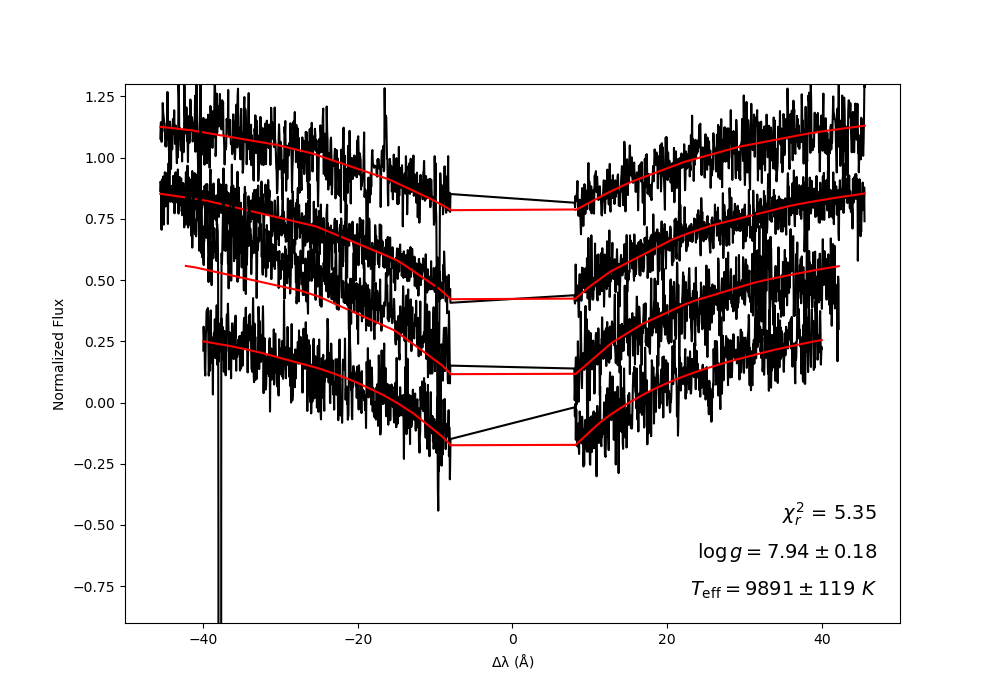 1.25
1.00
0.75
0.50
0.25
0.00
−0.25
−0.50
−0.75
Normalized Flux
χ²ᵣ = 5.35
log g = 7.94 ± 0.18
T_eff = 9891 ± 119 K
−40 −20 0 20 40
Δλ (Å)